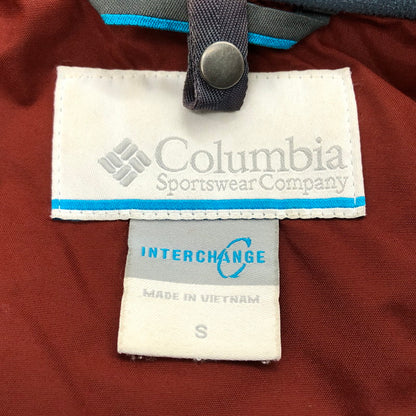 Columbia
Sportswear Company
INTERCHANGE
MADE IN VIETNAM
S